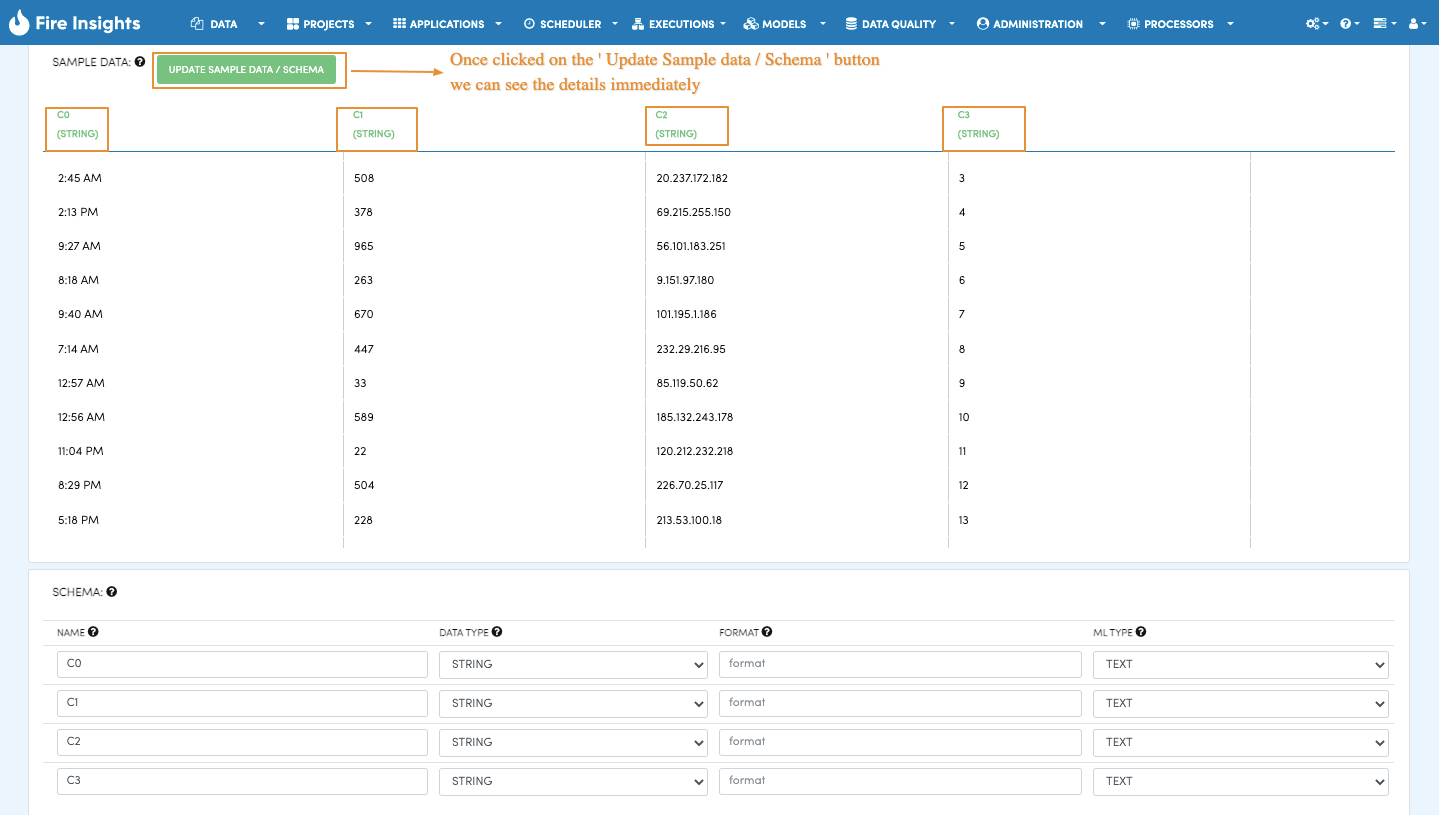 Fire Insights DATA PROJECTS APPLICATIONS SCHEDULER EXECUTIONS MODELS DATA QUALITY ADMINISTRATION PROCESSORS
SAMPLE DATA: UPDATE SAMPLE DATA / SCHEMA
Once clicked on the ' Update Sample data / Schema ' button
we can see the details immediately
C0 C1 C2 C3
(STRING) (STRING) (STRING) (STRING)
2:45 AM 508 20.237.172.182 3
2:13 PM 378 69.215.255.150 4
9:27 AM 965 56.101.183.251 5
8:18 AM 263 9.151.97.180 6
9:40 AM 670 101.195.1.186 7
7:14 AM 447 232.29.216.95 8
12:57 AM 33 85.119.50.62 9
12:56 AM 589 185.132.243.178 10
11:04 PM 22 120.212.232.218 11
8:29 PM 504 226.70.25.117 12
5:18 PM 228 213.53.100.18 13
SCHEMA:
NAME DATA TYPE FORMAT ML TYPE
C0 STRING format TEXT
C1 STRING format TEXT
C2 STRING format TEXT
C3 STRING format TEXT